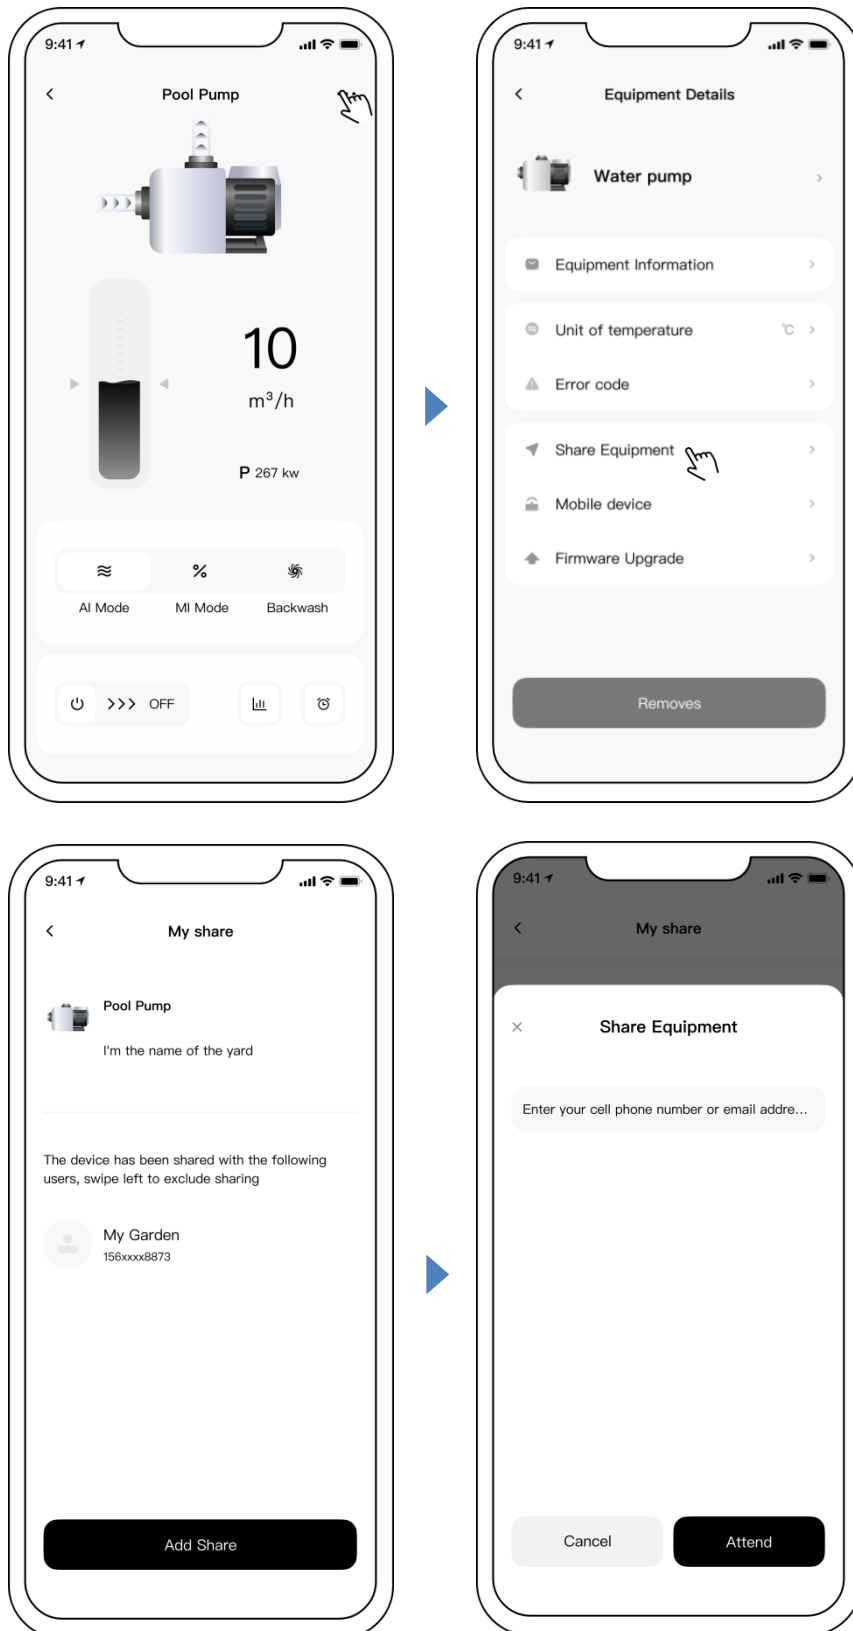 9:41
Pool Pump
10
m³/h
P 267 kw
AI Mode MI Mode Backwash
>>> OFF
9:41
Equipment Details
Water pump
Equipment Information
Unit of temperature ℃
Error code
Share Equipment
Mobile device
Firmware Upgrade
Removes
9:41
My share
Pool Pump
I'm the name of the yard
The device has been shared with the following
users, swipe left to exclude sharing
My Garden
156xxxx8873
Add Share
9:41
My share
Share Equipment
Enter your cell phone number or email addre...
Cancel Attend